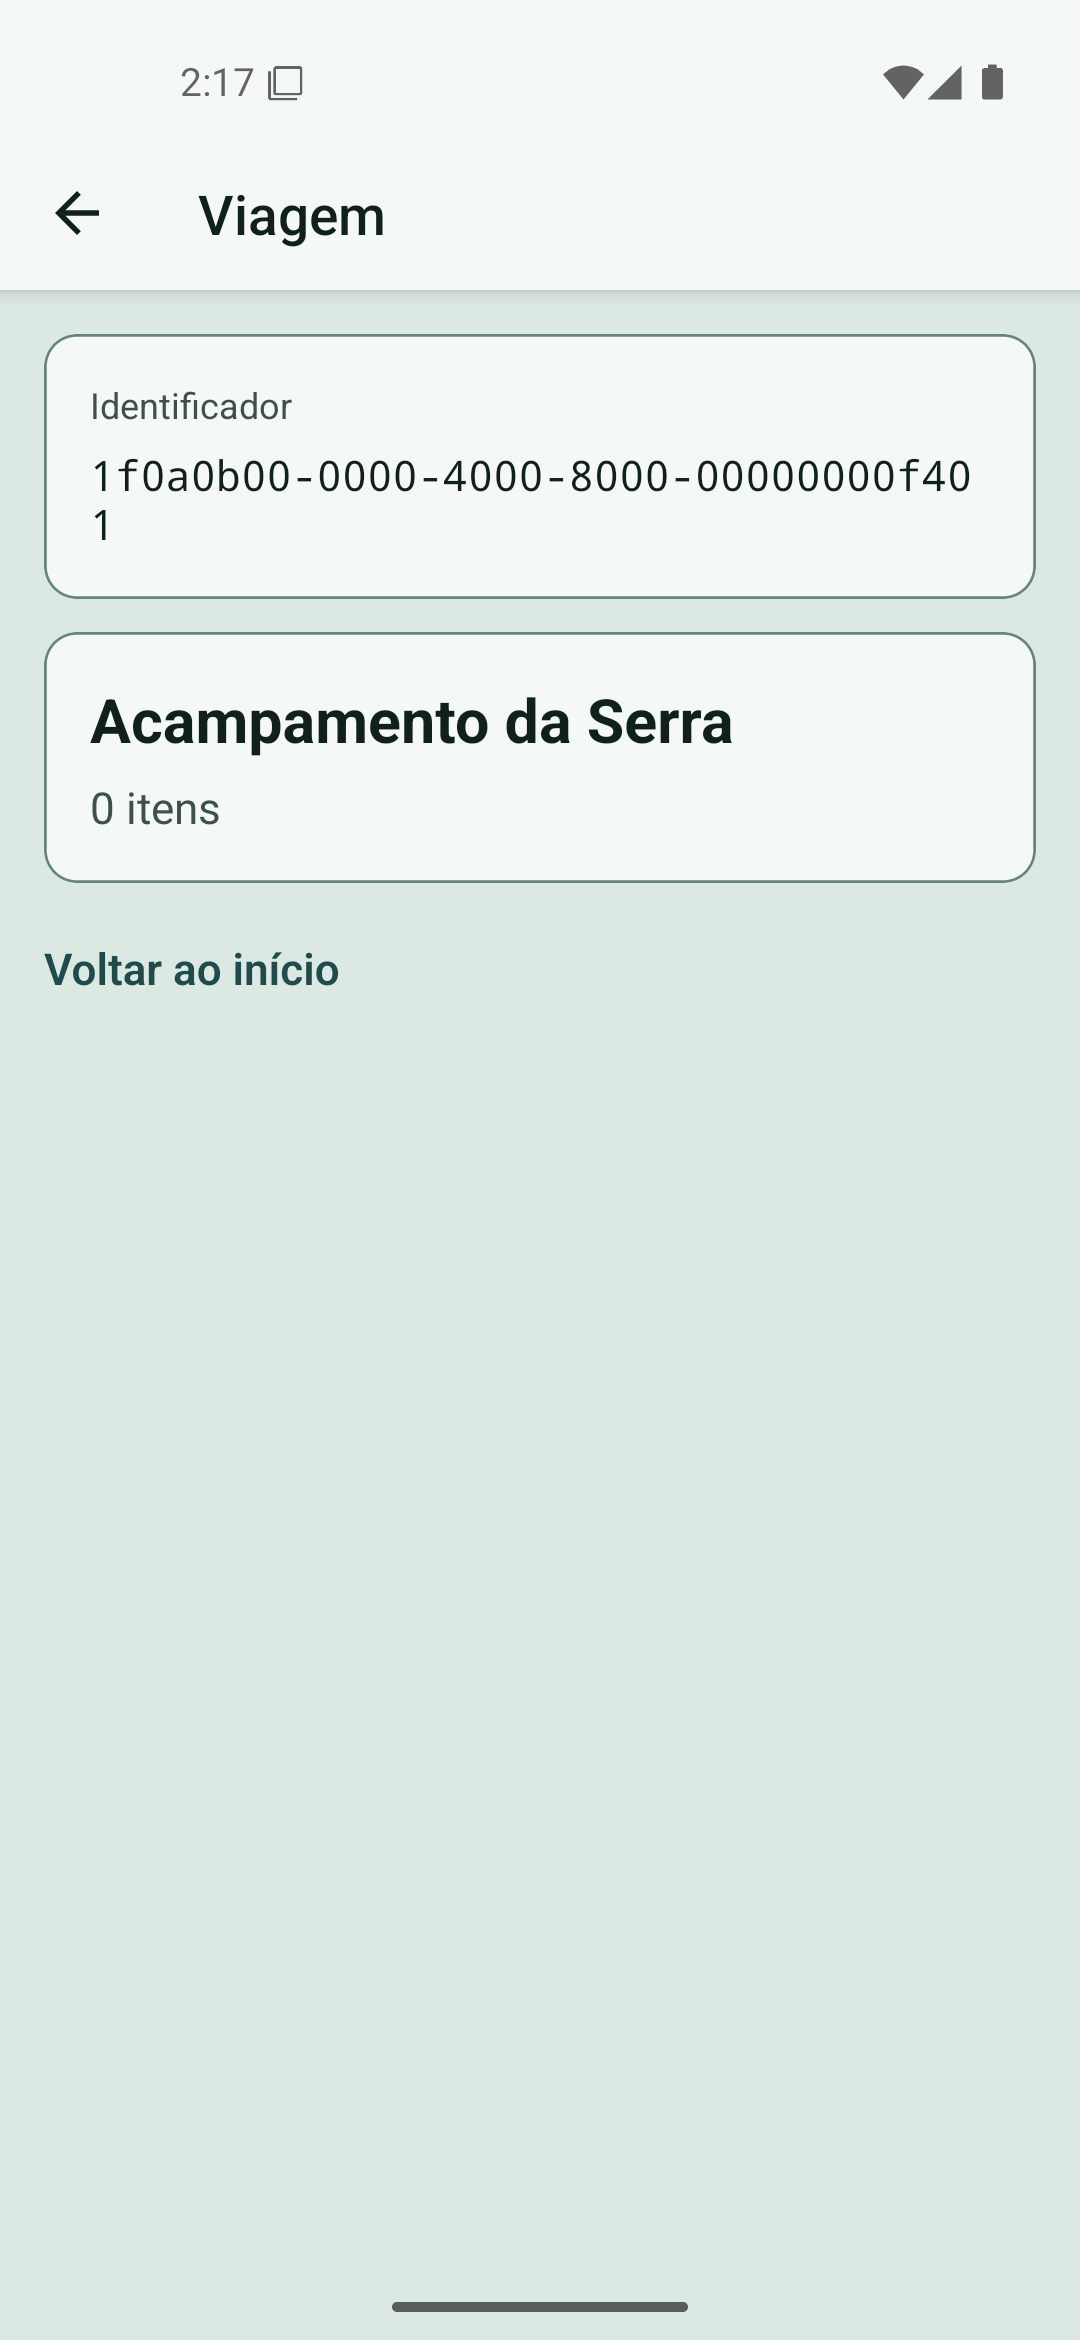 2:17
Viagem
Identificador
1f0a0b00-0000-4000-8000-00000000f40
1
Acampamento da Serra
0 itens
Voltar ao início